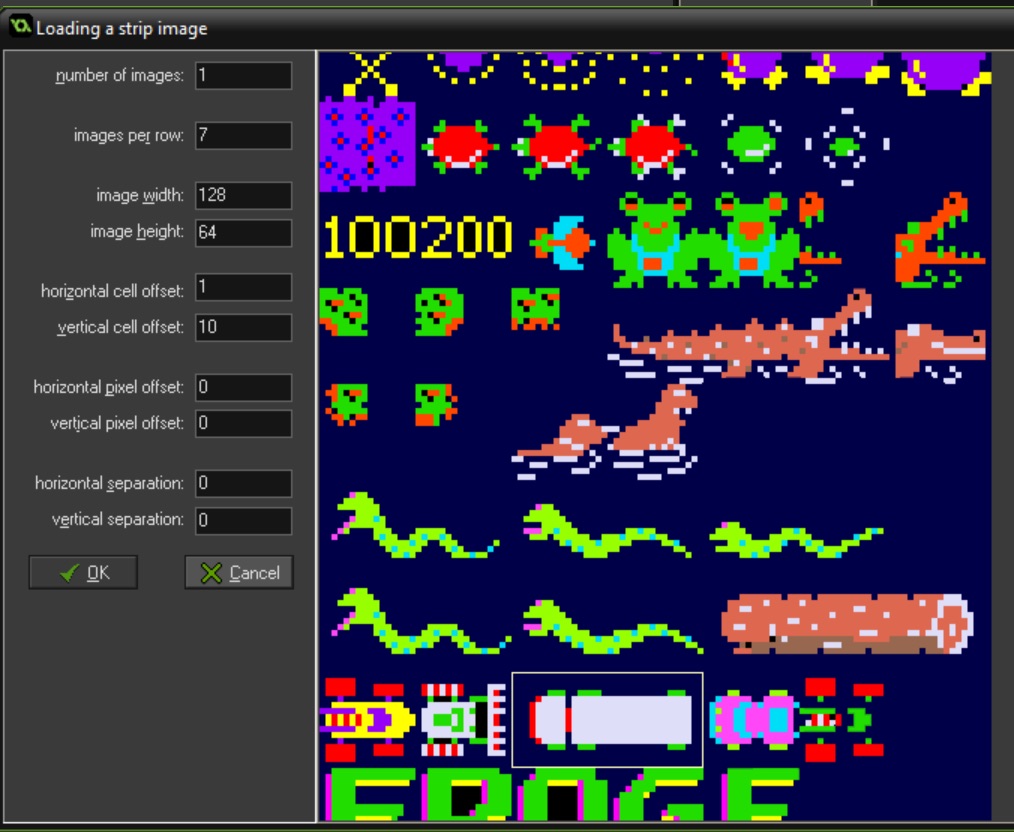 Loading a strip image
number of images: 1
images per row: 7
image width: 128
image height: 64
horizontal cell offset: 1
vertical cell offset: 10
horizontal pixel offset: 0
vertical pixel offset: 0
horizontal separation: 0
vertical separation: 0
OK Cancel
100200